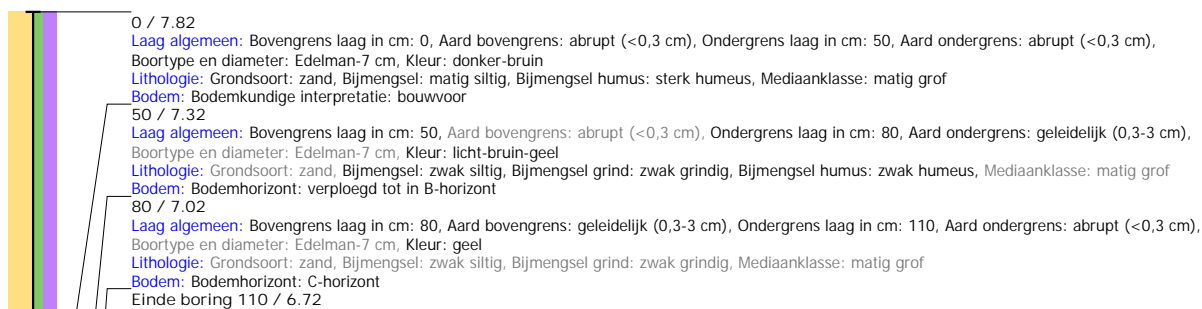 0 / 7.82
Laag algemeen: Bovengrens laag in cm: 0, Aard bovengrens: abrupt (<0,3 cm), Ondergrens laag in cm: 50, Aard ondergrens: abrupt (<0,3 cm),
Boortype en diameter: Edelman-7 cm, Kleur: donker-bruin
Lithologie: Grondsoort: zand, Bijmengsel: matig siltig, Bijmengsel humus: sterk humeus, Mediaanklasse: matig grof
Bodem: Bodemkundige interpretatie: bouwvoor
50 / 7.32
Laag algemeen: Bovengrens laag in cm: 50, Aard bovengrens: abrupt (<0,3 cm), Ondergrens laag in cm: 80, Aard ondergrens: geleidelijk (0,3-3 cm),
Boortype en diameter: Edelman-7 cm, Kleur: licht-bruin-geel
Lithologie: Grondsoort: zand, Bijmengsel: zwak siltig, Bijmengsel grind: zwak grindig, Bijmengsel humus: zwak humeus, Mediaanklasse: matig grof
Bodem: Bodemhorizont: verploegd tot in B-horizont
80 / 7.02
Laag algemeen: Bovengrens laag in cm: 80, Aard bovengrens: geleidelijk (0,3-3 cm), Ondergrens laag in cm: 110, Aard ondergrens: abrupt (<0,3 cm),
Boortype en diameter: Edelman-7 cm, Kleur: geel
Lithologie: Grondsoort: zand, Bijmengsel: zwak siltig, Bijmengsel grind: zwak grindig, Mediaanklasse: matig grof
Bodem: Bodemhorizont: C-horizont
Einde boring 110 / 6.72